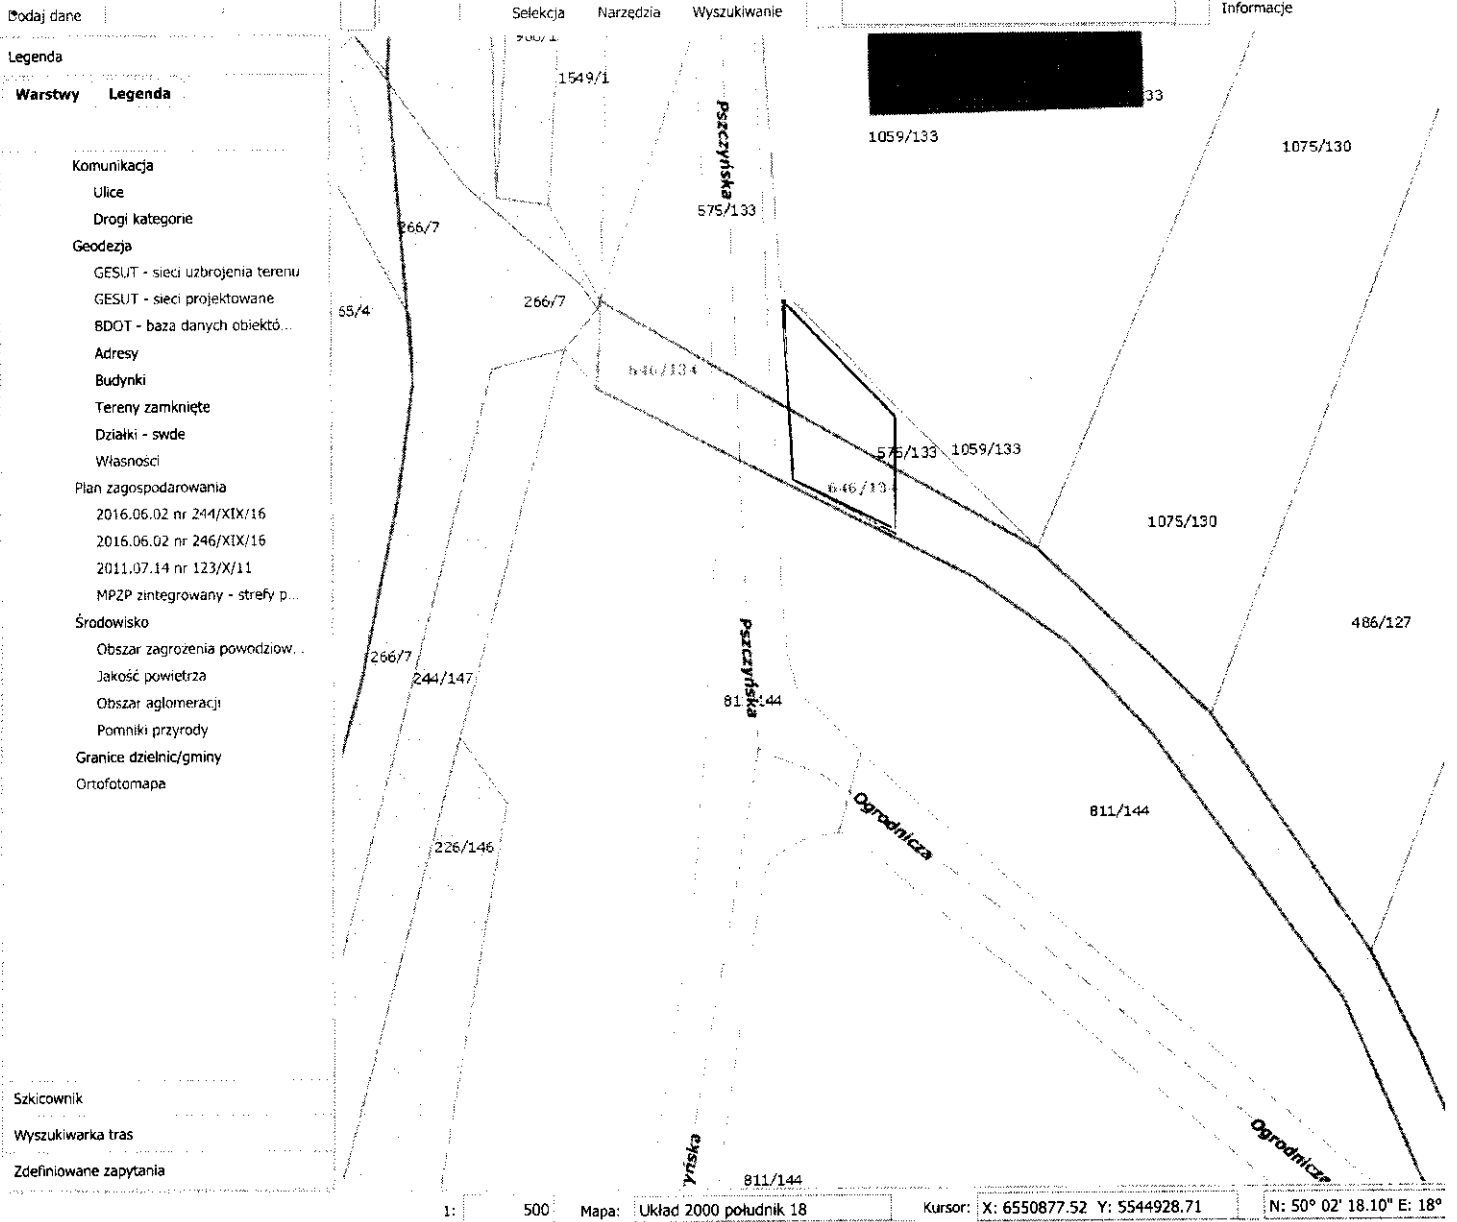 Dodaj dane
Selekcja Narzędzia Wyszukiwanie
Informacje
Legenda
Warstwy Legenda
Komunikacja
Ulice
Drogi kategorie
Geodezja
GESUT - sieci uzbrojenia terenu
GESUT - sieci projektowane
BDOT - baza danych obiektó...
Adresy
Budynki
Tereny zamknięte
Działki - swde
Własności
Plan zagospodarowania
2016.06.02 nr 244/XIX/16
2016.06.02 nr 246/XIX/16
2011.07.14 nr 123/X/11
MPZP zintegrowany - strefy p...
Środowisko
Obszar zagrożenia powodziow...
Jakość powietrza
Obszar aglomeracji
Pomniki przyrody
Granice dzielnic/gminy
Ortofotomapa
Szkicownik
Wyszukiwarka tras
Zdefiniowane zapytania
1549/1
33
1059/133
1075/130
Pszczyńska
575/133
266/7
266/7
55/4
646/134
575/133 1059/133
646/13
1075/130
486/127
Pszczyńska
266/7
244/147
144
811/144
Ogrodnicza
226/146
Ogrodnicza
yńska
811/144
1: 500 Mapa: Układ 2000 południk 18 Kursor: X: 6550877.52 Y: 5544928.71 N: 50° 02' 18.10" E: 18°